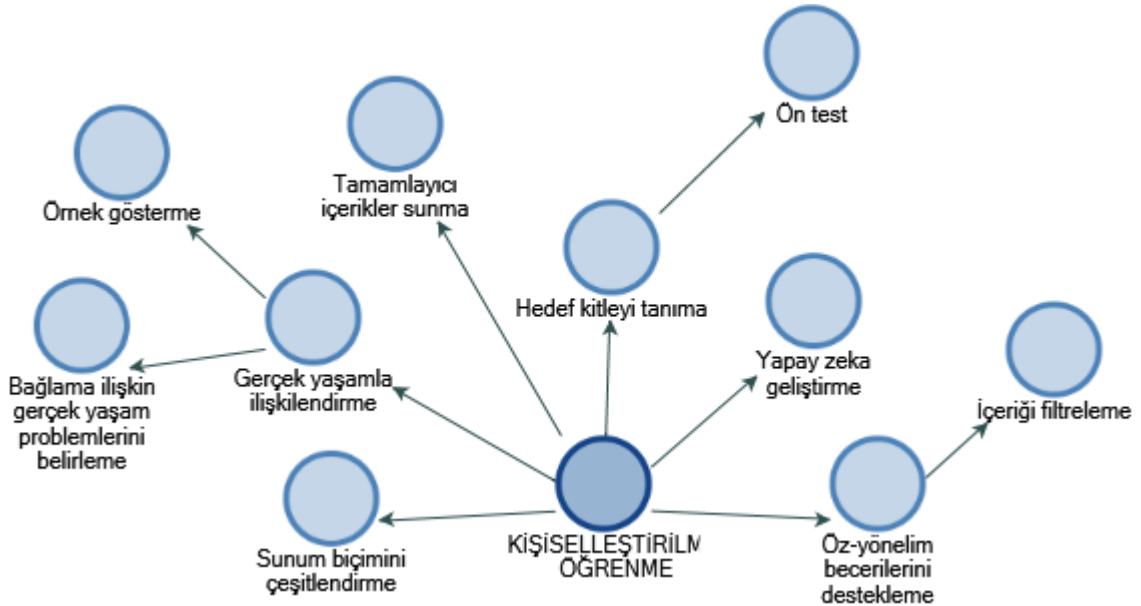 Ön test
Tamamlayıcı
içerikler sunma
Örnek gösterme
Hedef kitleyi tanıma
Yapay zeka
geliştirme
Gerçek yaşamla
ilişkilendirme
Bağlama ilişkin
gerçek yaşam
problemlerini
belirleme
İçeriği filtreleme
Sunum biçimini
çeşitlendirme
KİŞİSELLEŞTİRİLM
ÖĞRENME
Öz-yönelim
becerilerini
destekleme